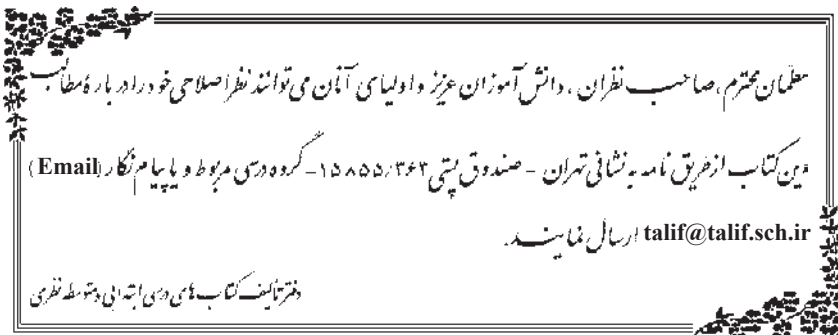 معلّمان محترم، صاحب‌نظران، دانش‌آموزان عزیز و اولیای آنان می‌توانند نظر اصلاحی خود را دربارهٔ مطالب
این کتاب از طریق نامه به نشانی تهران - صندوق پستی ۱۵۸۵۵/۳۶۳ - گروه درسی مربوط و یا پیام‌نگار (Email)
talif@talif.sch.ir ارسال نمایند.
دفتر تألیف کتاب‌های درسی ابتدایی و متوسطه نظری